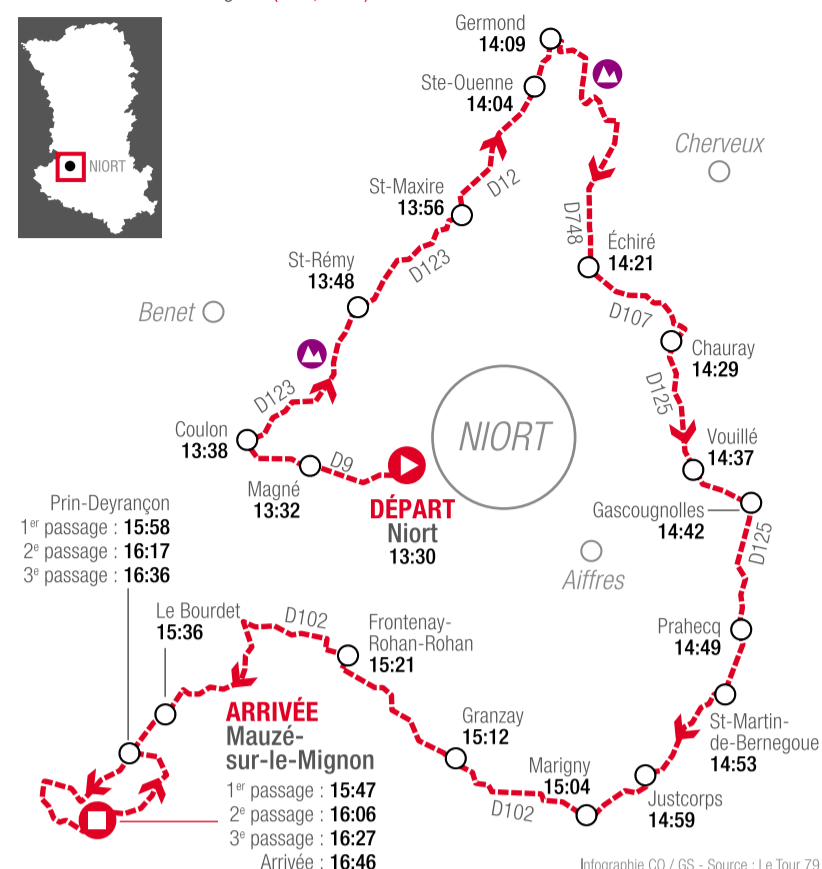 Germond
14:09
Ste-Ouenne
14:04
Cherveux
NIORT
D12
St-Maxire
13:56
D748
Échiré
14:21
D123
St-Rémy
13:48
Benet
D107
Chauray
14:29
D125
D123
NIORT
Coulon
13:38
Vouillé
14:37
D9
Magné
13:32
DÉPART
Niort
13:30
Gascougnolles
14:42
D125
Prin-Deyrançon
1er passage : 15:58
2e passage : 16:17
3e passage : 16:36
Aiffres
Le Bourdet
15:36
D102
Frontenay-
Rohan-Rohan
15:21
Prahecq
14:49
ARRIVÉE
Mauzé-
sur-le-Mignon
1er passage : 15:47
2e passage : 16:06
3e passage : 16:27
Arrivée : 16:46
Granzay
15:12
St-Martin-
de-Bernegoue
14:53
Marigny
15:04
D102
Justcorps
14:59
Infographie CO / GS - Source : Le Tour 79